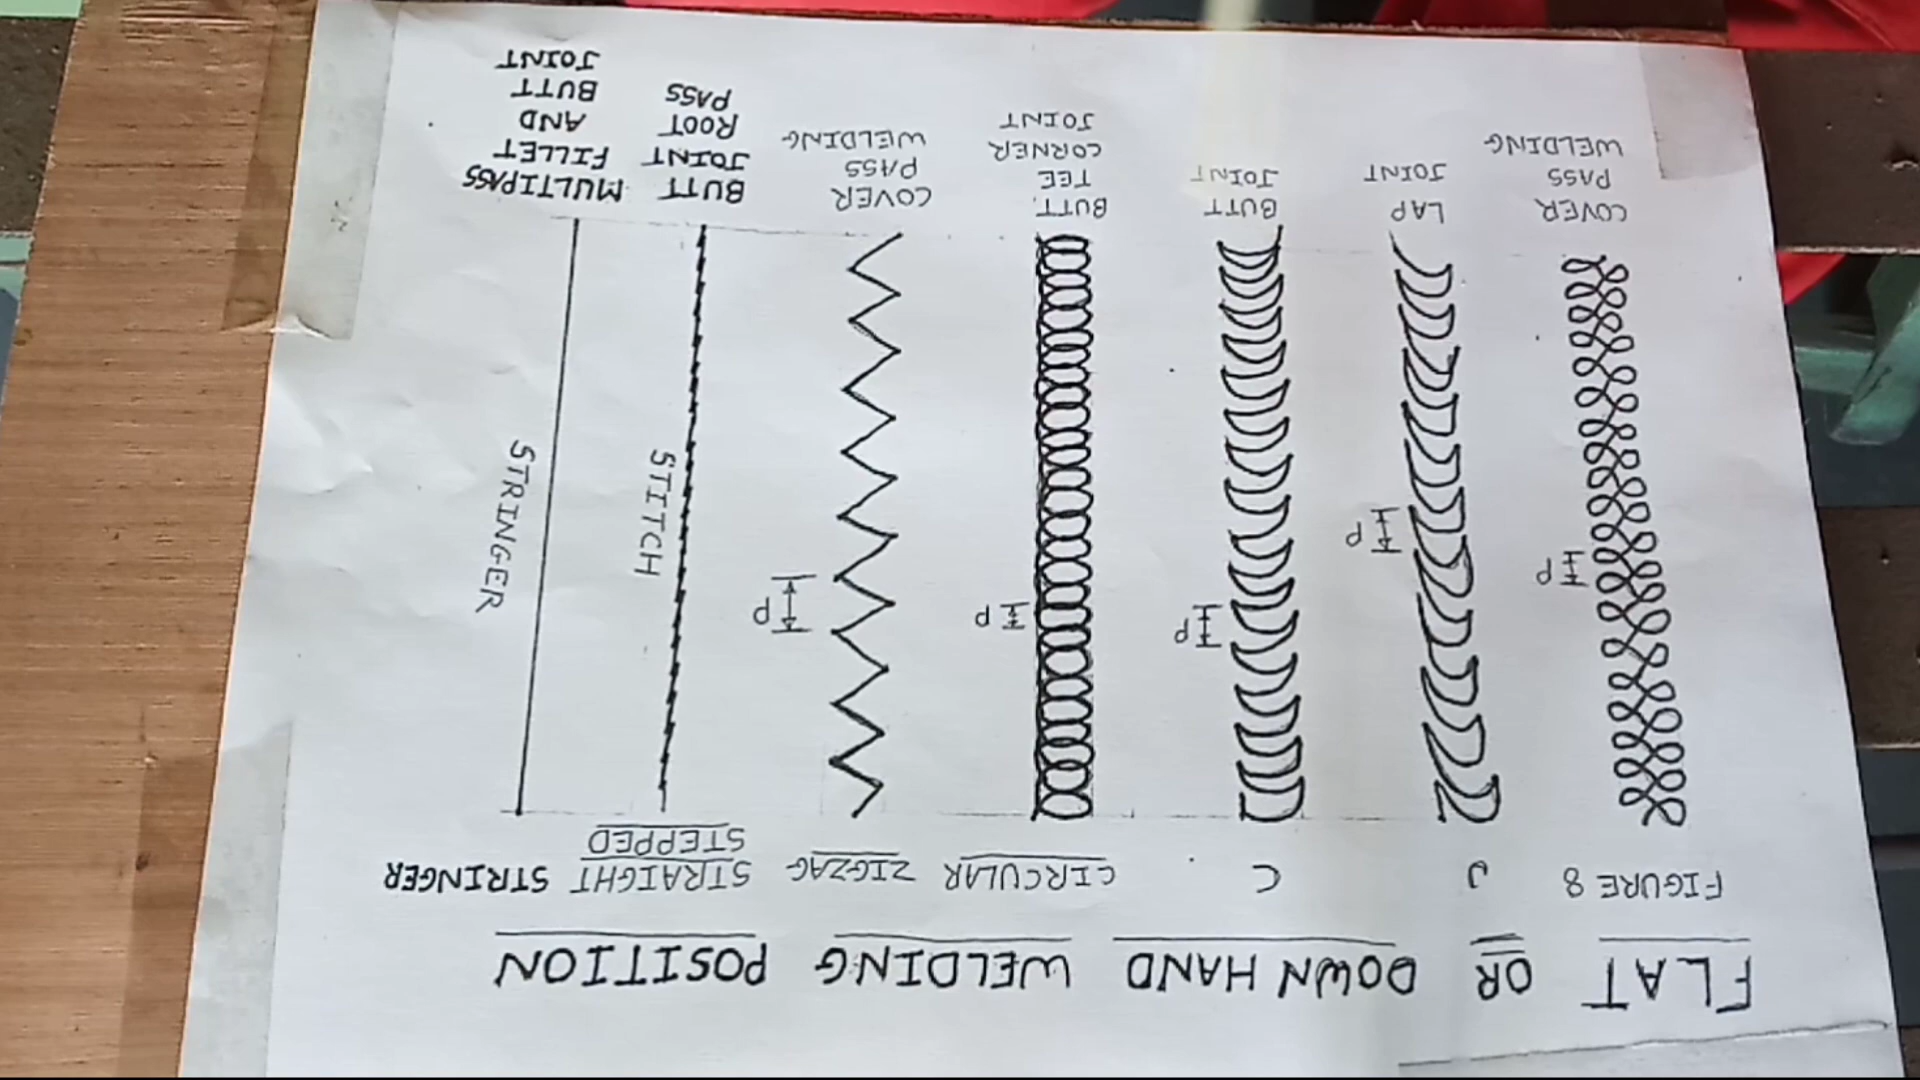 FLAT OR DOWN HAND WELDING POSITION
FIGURE 8
J
C
CIRCULAR
ZIGZAG
STRAIGHT
STEPPED
STRINGER
P
P
P
P
P
STITCH
STRINGER
COVER
PASS
WELDING
LAP
JOINT
BUTT
JOINT
BUTT
TEE
CORNER
JOINT
COVER
PASS
WELDING
BUTT
JOINT
ROOT
PASS
MULTIPASS
FILLET
AND
BUTT
JOINT